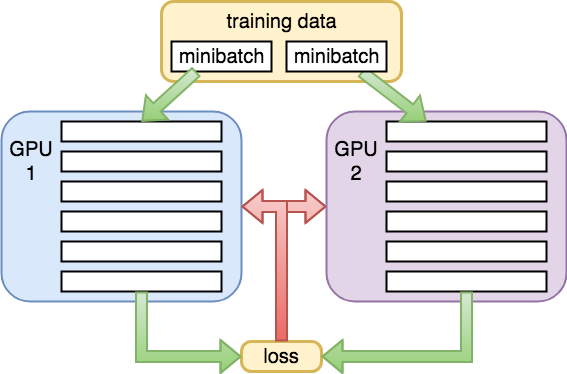 training data
minibatch
minibatch
GPU
1
GPU
2
loss